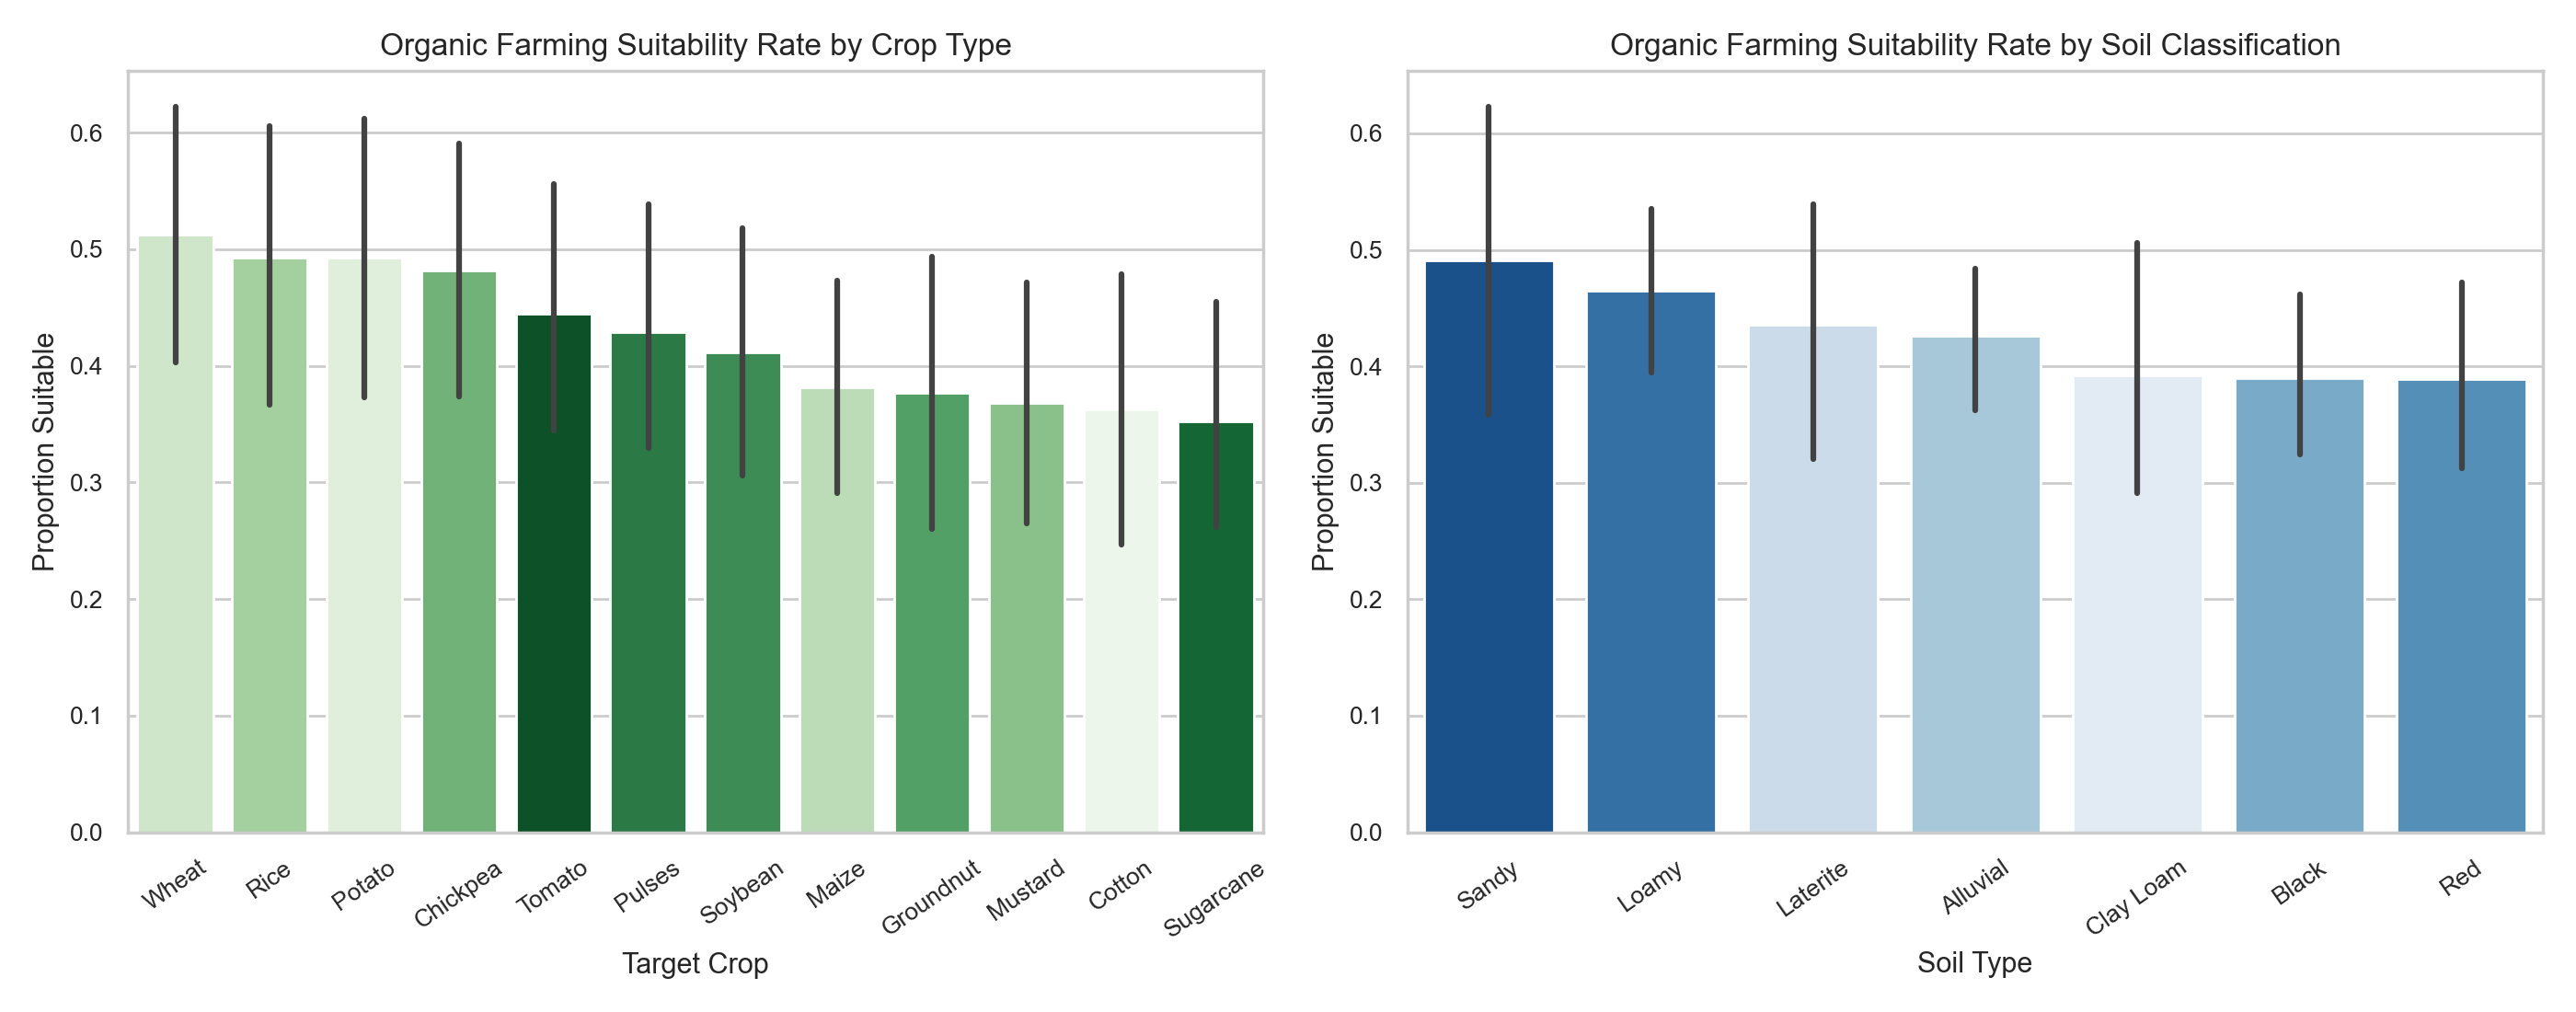 Organic Farming Suitability Rate by Crop Type
Proportion Suitable
0.6
0.5
0.4
0.3
0.2
0.1
0.0
Wheat
Rice
Potato
Chickpea
Tomato
Pulses
Soybean
Maize
Groundnut
Mustard
Cotton
Sugarcane
Target Crop
Organic Farming Suitability Rate by Soil Classification
Proportion Suitable
0.6
0.5
0.4
0.3
0.2
0.1
0.0
Sandy
Loamy
Laterite
Alluvial
Clay Loam
Black
Red
Soil Type